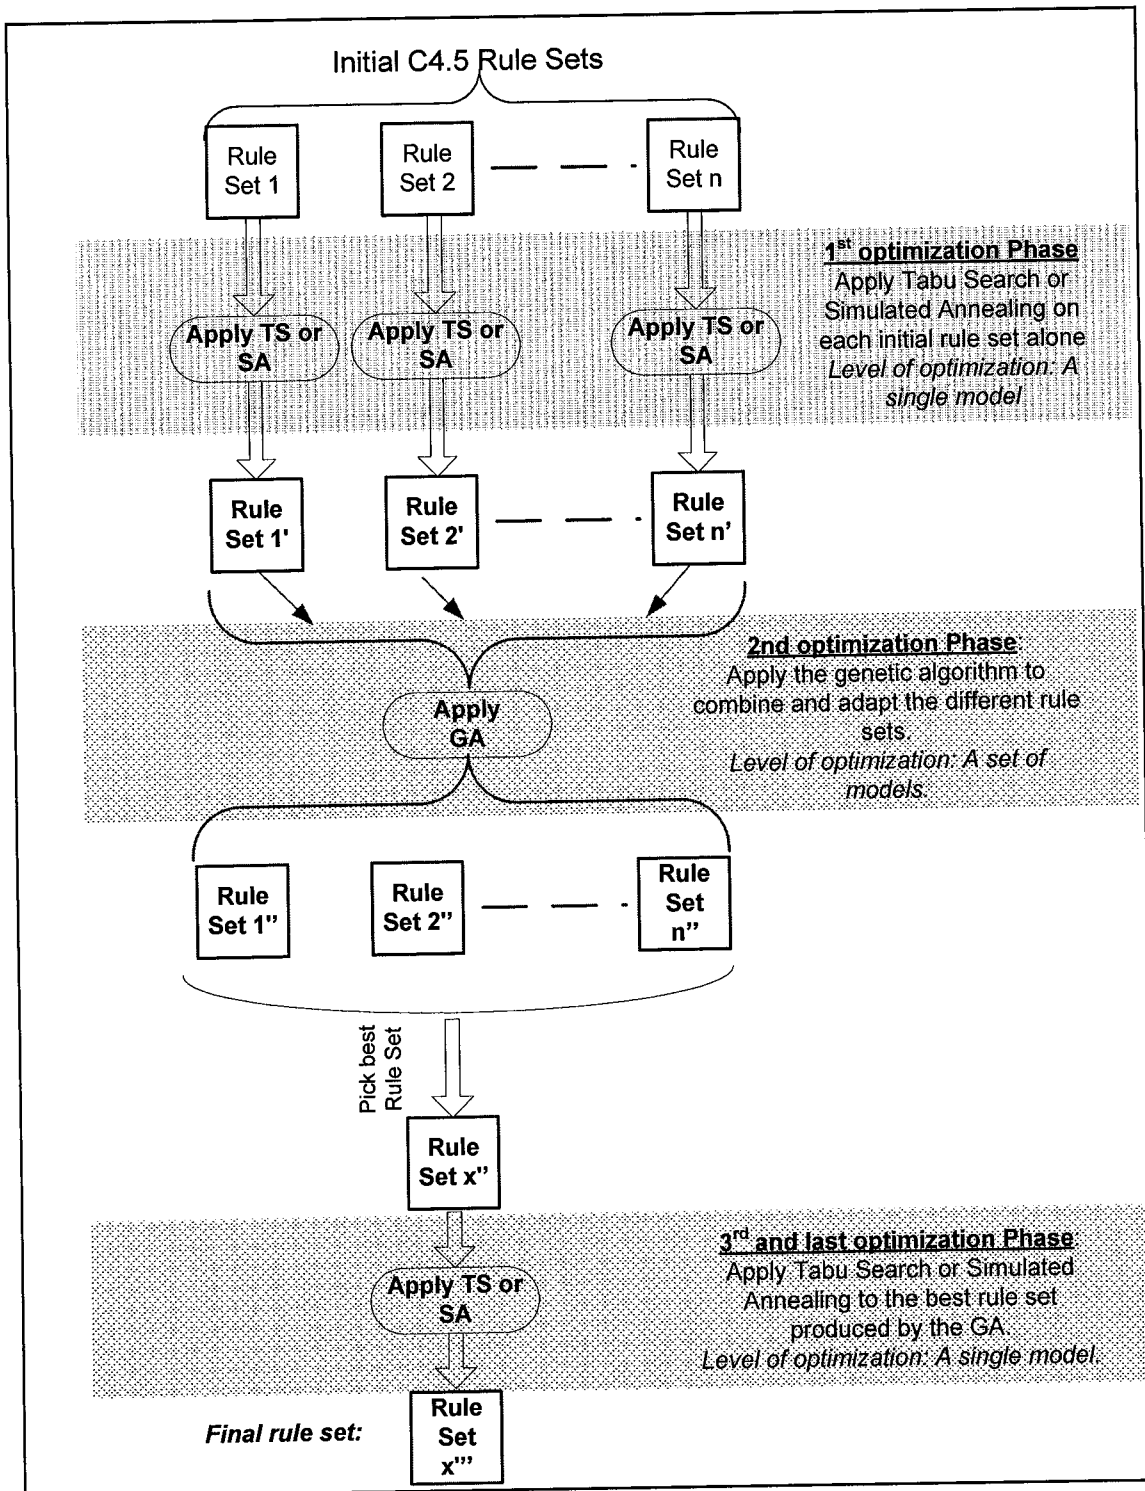 Initial C4.5 Rule Sets
Rule
Set 1
Rule
Set 2
Rule
Set n
1st optimization Phase
Apply Tabu Search or
Simulated Annealing on
each initial rule set alone
Level of optimization: A
single model
Apply TS or
SA
Apply TS or
SA
Apply TS or
SA
Rule
Set 1'
Rule
Set 2'
Rule
Set n’
2nd optimization Phase
Apply the genetic algorithm to
combine and adapt the different rule
sets.
Level of optimization: A set of
models.
Apply
GA
Rule
Set 1"
Rule
Set 2"
Rule
Set
n"
Pick best
Rule Set
Rule
Set x"
3rd and last optimization Phase
Apply Tabu Search or Simulated
Annealing to the best rule set
produced by the GA.
Level of optimization: A single model.
Apply TS or
SA
Final rule set:
Rule
Set
x"’